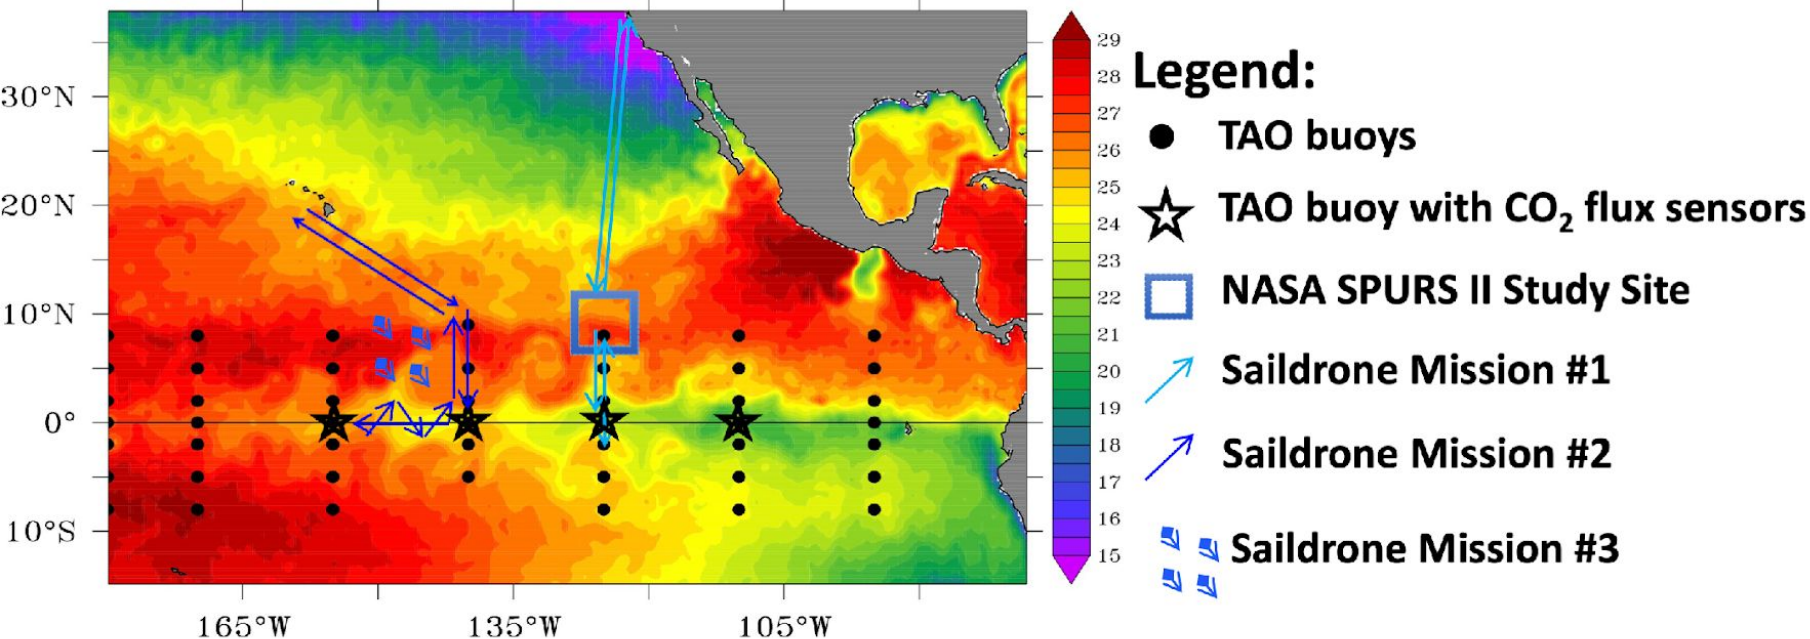 30°N
20°N
10°N
0°
10°S
165°W
135°W
105°W
29
28
27
26
25
24
23
22
21
20
19
18
17
16
15
Legend:
TAO buoys
TAO buoy with CO₂ flux sensors
NASA SPURS II Study Site
Saildrone Mission #1
Saildrone Mission #2
Saildrone Mission #3